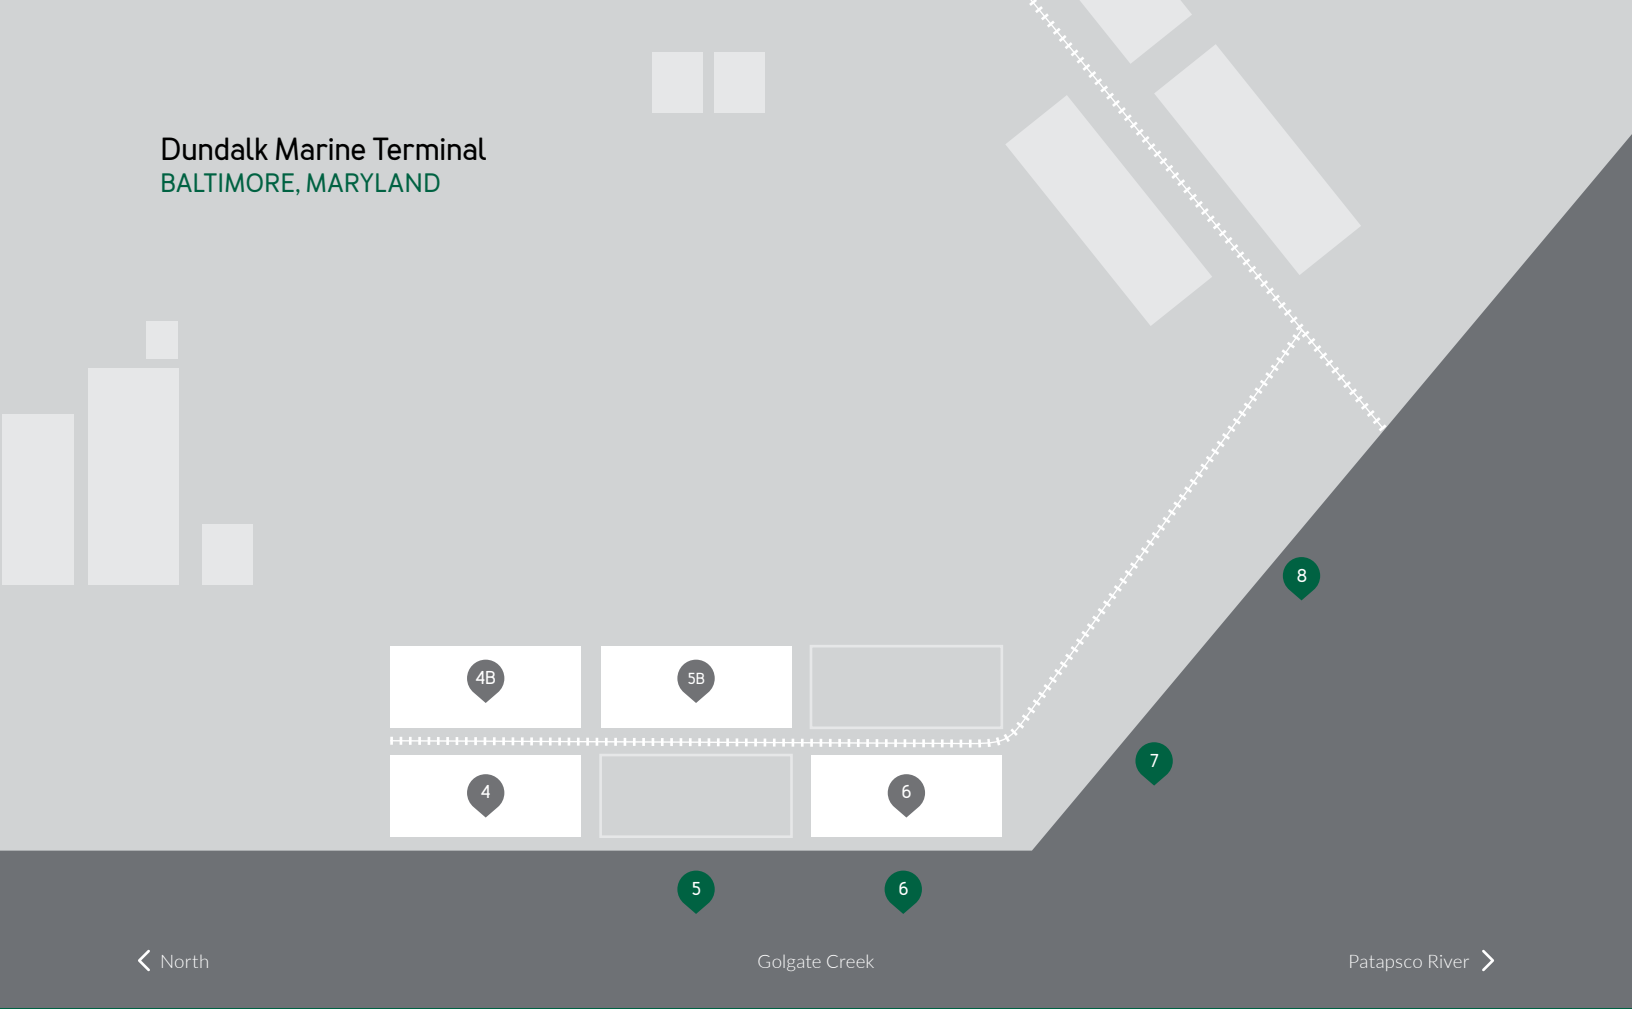 Dundalk Marine Terminal
BALTIMORE, MARYLAND
8
4B
5B
7
4
6
5
6
North
Golgate Creek
Patapsco River